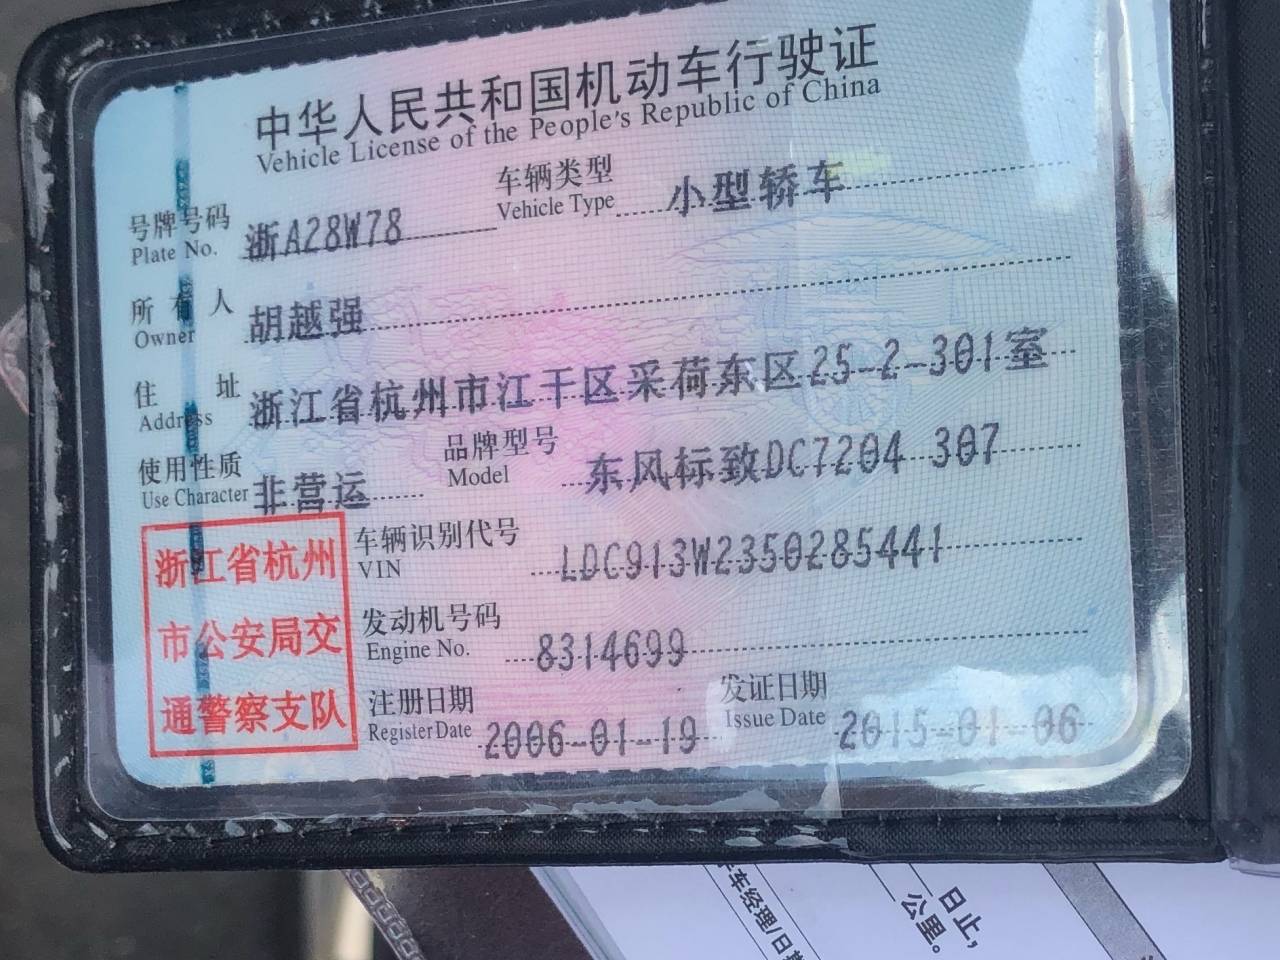 中华人民共和国机动车行驶证
Vehicle License of the People's Republic of China
号牌号码 浙A28W78 车辆类型 小型轿车
Plate No. Vehicle Type
所有人 胡越强
Owner
住址 浙江省杭州市江干区采荷东区25-2-301室
Address
使用性质 非营运 品牌型号 东风标致DC7204 307
Use Character Model
浙江省杭州
市公安局交
通警察支队
车辆识别代号 LDC913W2350285441
VIN
发动机号码 8314699
Engine No.
注册日期 2006-01-19 发证日期 2015-01-06
Register Date Issue Date
车经理/日期
日止,
公里。